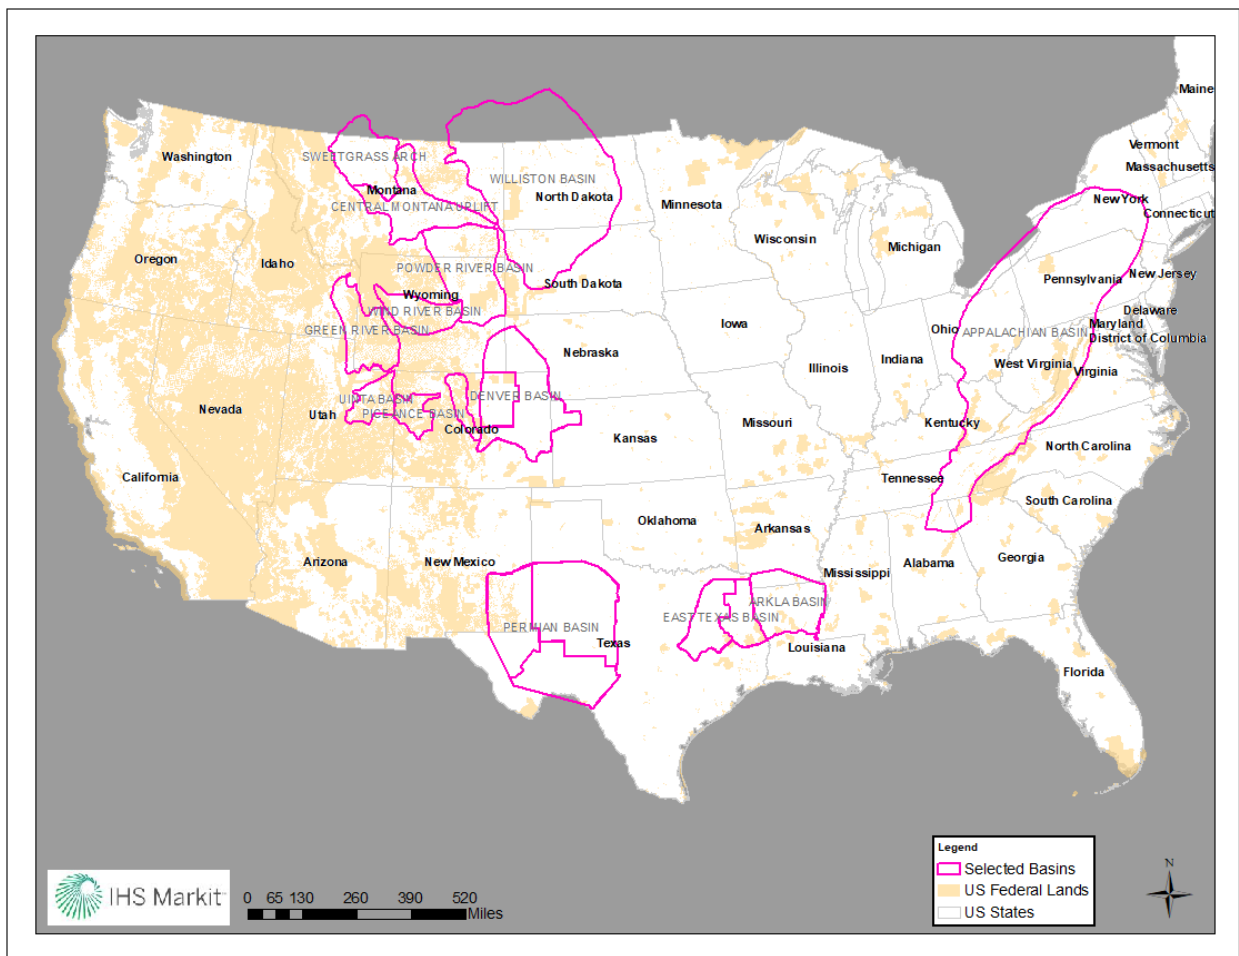 Maine
Washington
Vermont
SWEETGRASS ARCH
Massachusetts
WILLISTON BASIN
Montana
North Dakota
New York
CENTRAL MONTANA UPLIFT
Minnesota
Connecticut
Wisconsin
Michigan
Oregon
Idaho
POWDER RIVER BASIN
Pennsylvania
New Jersey
South Dakota
Wyoming
WIND RIVER BASIN
Delaware
Iowa
Maryland
GREEN RIVER BASIN
Ohio
APPALACHIAN BASIN
District of Columbia
Nebraska
Indiana
West Virginia
Illinois
Virginia
UINTA BASIN
DENVER BASIN
Nevada
Utah
PICEANCE BASIN
Colorado
Missouri
Kentucky
Kansas
North Carolina
California
Tennessee
South Carolina
Oklahoma
Arkansas
Arizona
New Mexico
Georgia
Alabama
Mississippi
ARKLA BASIN
EAST TEXAS BASIN
PERMIAN BASIN
Texas
Louisiana
Florida
Legend
Selected Basins
US Federal Lands
US States
N
IHS Markit
0 65 130 260 390 520
Miles